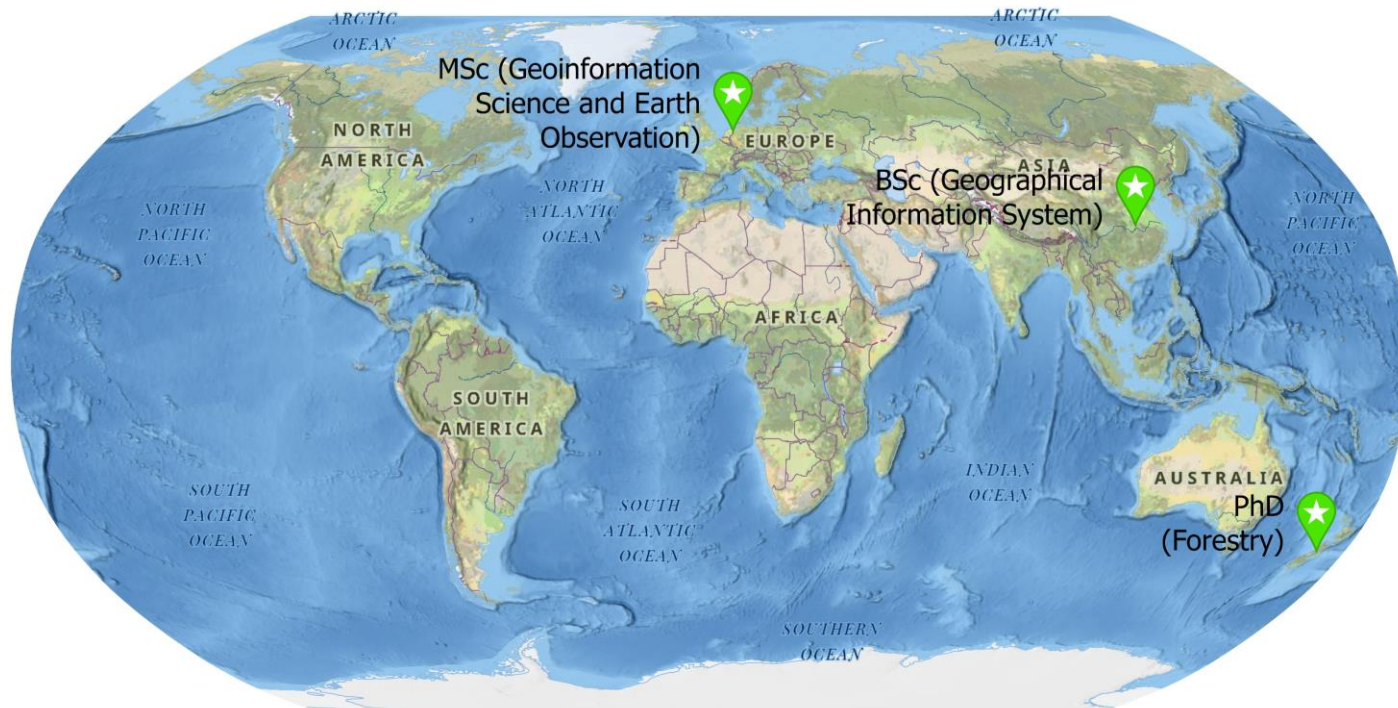 ARCTIC
OCEAN
ARCTIC
OCEAN
MSc (Geoinformation
Science and Earth
Observation)
NORTH
AMERICA
EUROPE
ASIA
BSc (Geographical
Information System)
NORTH
PACIFIC
OCEAN
NORTH
ATLANTIC
OCEAN
NORTH
PACIFIC
OCEAN
AFRICA
SOUTH
AMERICA
INDIAN
OCEAN
AUSTRALIA
SOUTH
PACIFIC
OCEAN
SOUTH
ATLANTIC
OCEAN
PhD
(Forestry)
SOUTHERN
OCEAN